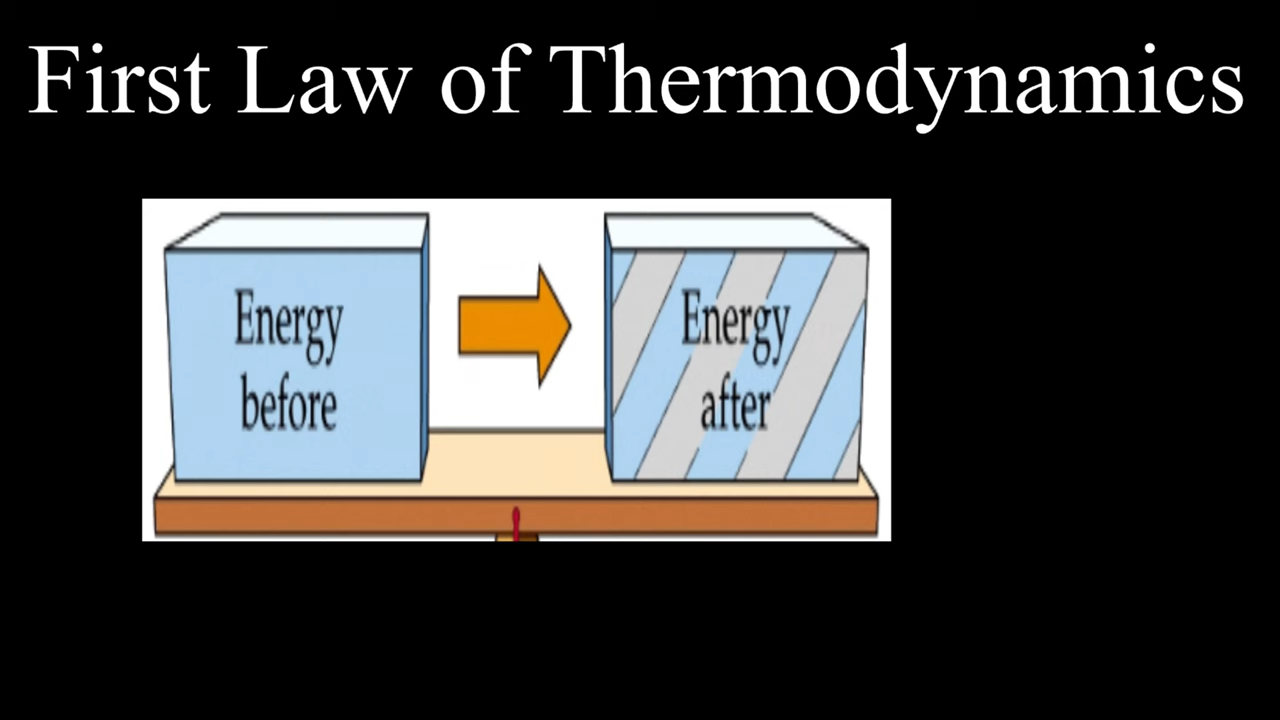 First Law of Thermodynamics
Energy
before
Energy
after